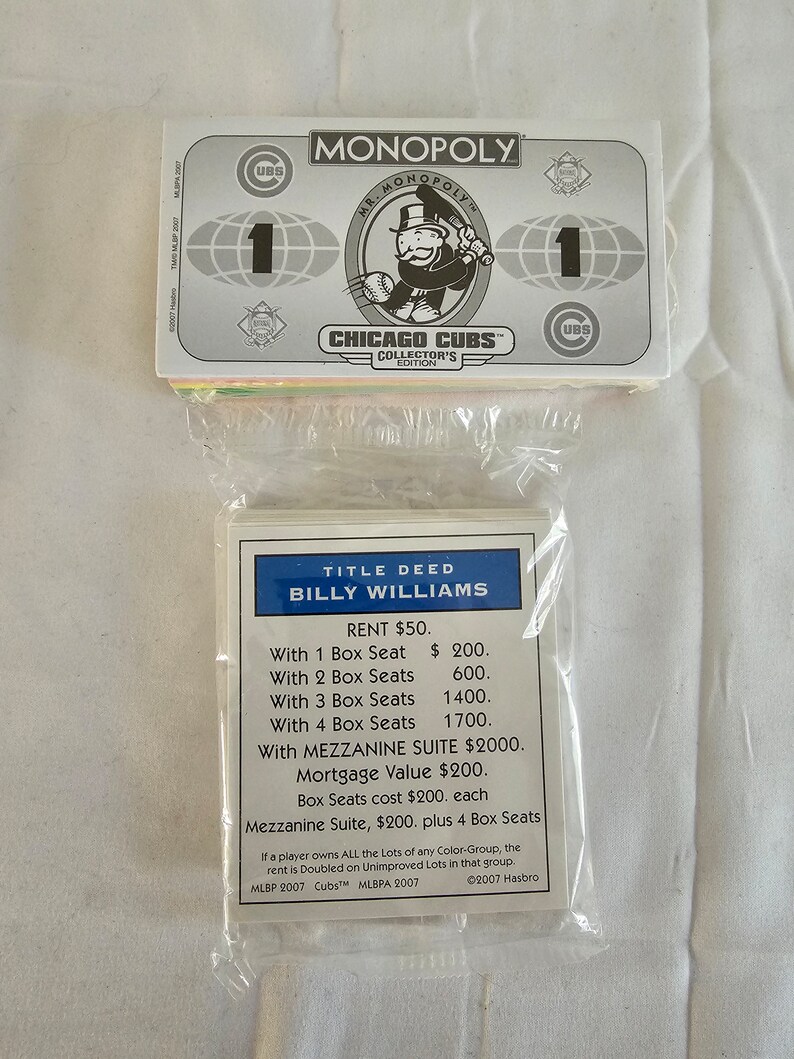 MONOPOLY
CUBS
MR. MONOPOLY™
1
1
CHICAGO CUBS™
COLLECTOR'S
EDITION
CUBS
©2007 Hasbro TM/© MLBP 2007 MLBPA 2007
TITLE DEED
BILLY WILLIAMS
RENT $50.
With 1 Box Seat $ 200.
With 2 Box Seats 600.
With 3 Box Seats 1400.
With 4 Box Seats 1700.
With MEZZANINE SUITE $2000.
Mortgage Value $200.
Box Seats cost $200. each
Mezzanine Suite, $200. plus 4 Box Seats
If a player owns ALL the Lots of any Color-Group, the
rent is Doubled on Unimproved Lots in that group.
MLBP 2007 Cubs™ MLBPA 2007 ©2007 Hasbro